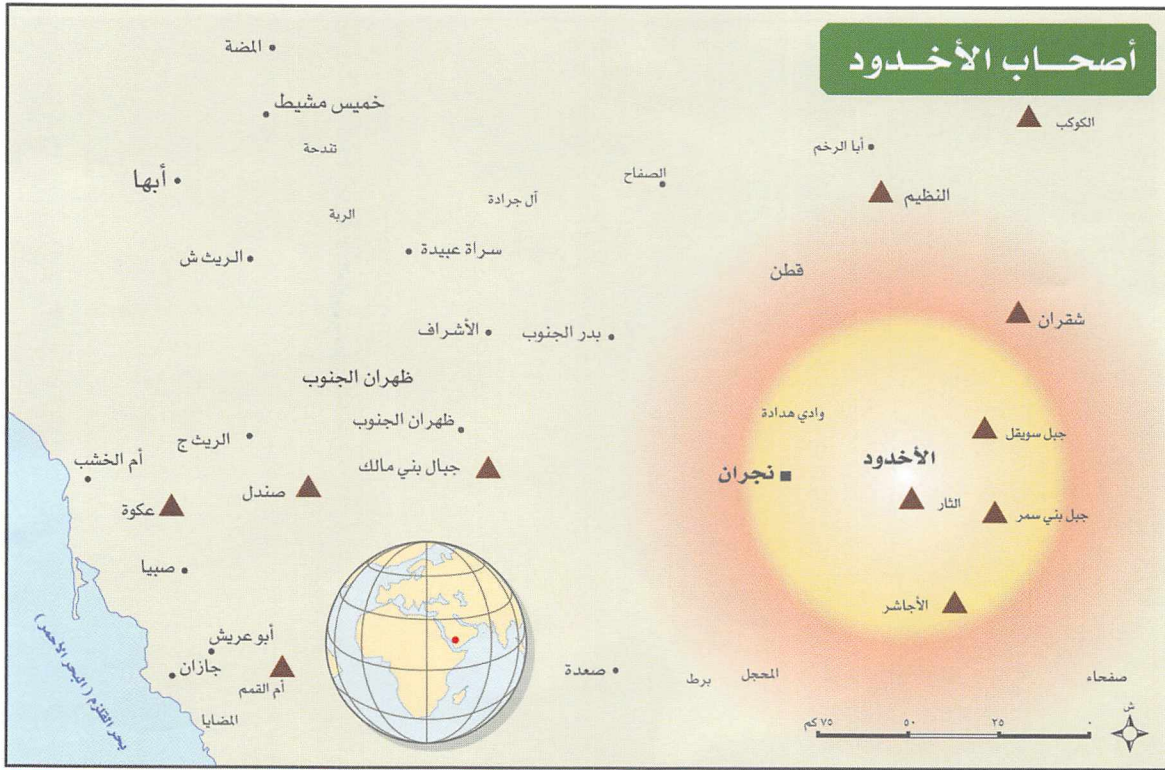 أصحاب الأخدود
المضة
خميس مشيط
الكوكب
تندحة
أبا الرخم
أبها
الصفاح
النظيم
آل جرادة
الربة
سراة عبيدة
الريث ش
قطن
شقران
الأشراف
بدر الجنوب
ظهران الجنوب
ظهران الجنوب
وادي هدادة
جبل سويقل
الريث ج
أم الخشب
جبال بني مالك
الأخدود
نجران
صندل
عكوة
الثار
جبل بني سمر
صبيا
الأجاشر
أبو عريش
جازان
أم القمم
المضايا
صعدة
برط
المحجل
صفحاء
بحر القلزم (البحر الأحمر)
ش
٠ ٢٥ ٥٠ ٧٥ كم